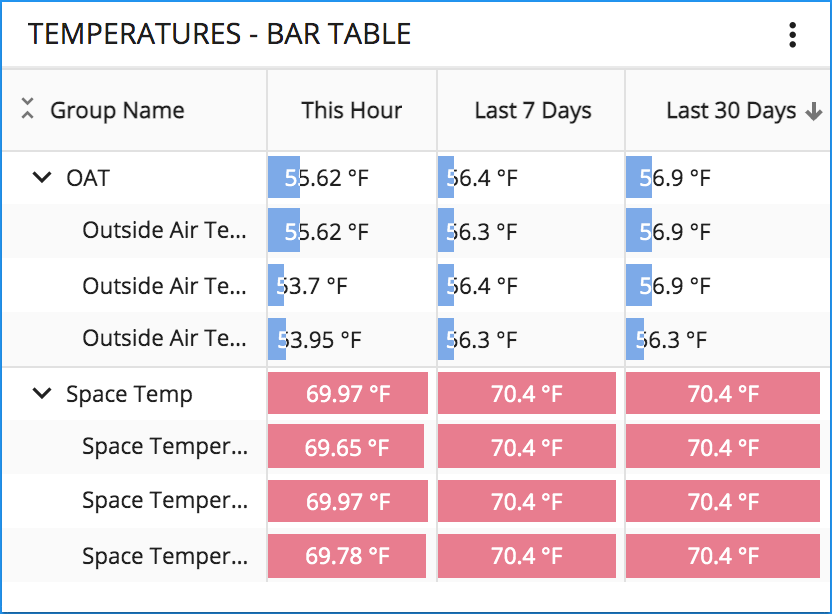 TEMPERATURES - BAR TABLE
Group Name This Hour Last 7 Days Last 30 Days
OAT 55.62 °F 56.4 °F 56.9 °F
Outside Air Te... 55.62 °F 56.3 °F 56.9 °F
Outside Air Te... 53.7 °F 56.4 °F 56.9 °F
Outside Air Te... 53.95 °F 56.3 °F 56.3 °F
Space Temp 69.97 °F 70.4 °F 70.4 °F
Space Temper... 69.65 °F 70.4 °F 70.4 °F
Space Temper... 69.97 °F 70.4 °F 70.4 °F
Space Temper... 69.78 °F 70.4 °F 70.4 °F